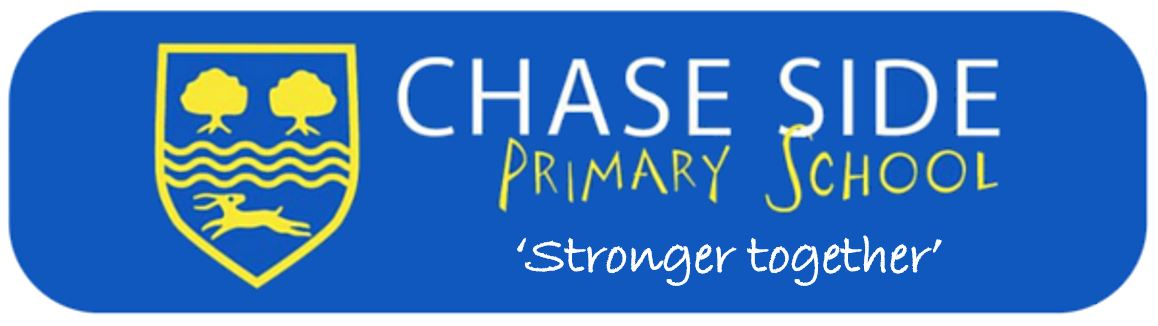 CHASE SIDE
PRIMARY SCHOOL
‘Stronger together’